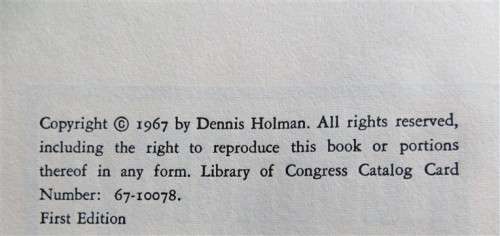 Copyright © 1967 by Dennis Holman. All rights reserved,
including the right to reproduce this book or portions
thereof in any form. Library of Congress Catalog Card
Number: 67-10078.
First Edition